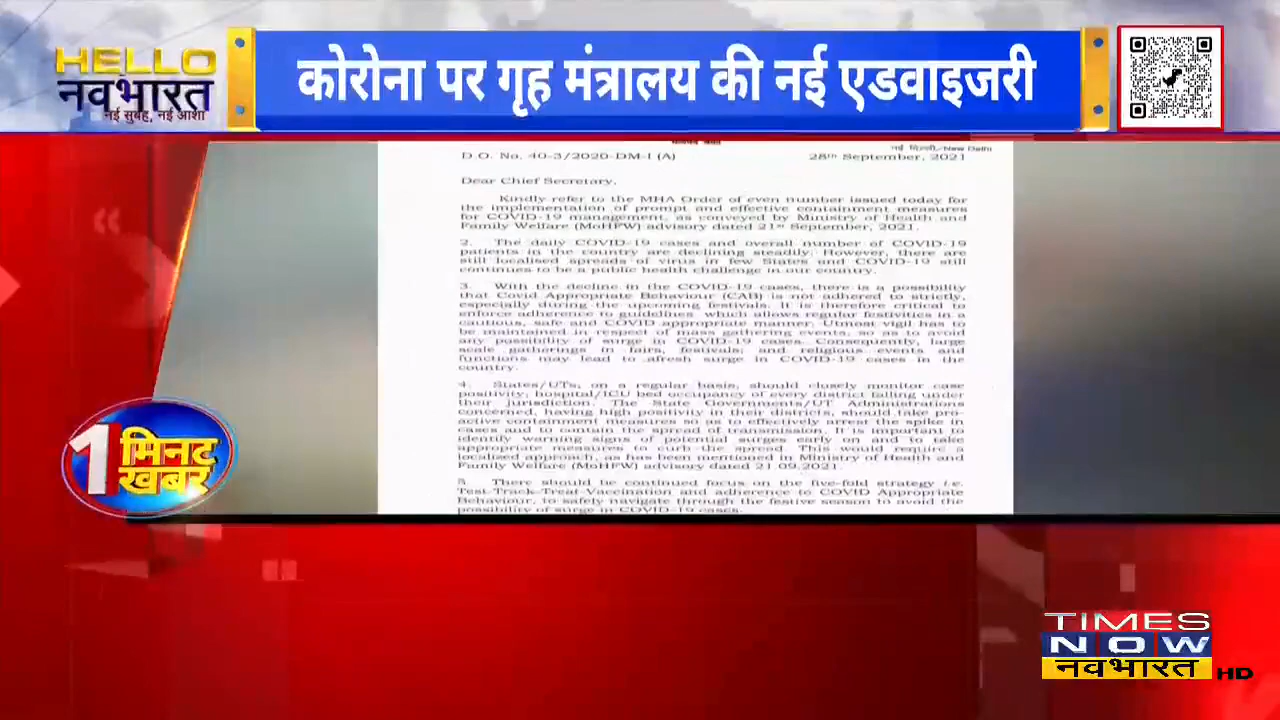 HELLO
नवभारत
नई सुबह, नई आशा
कोरोना पर गृह मंत्रालय की नई एडवाइजरी
नई दिल्ली/New Delhi
D.O. No. 40-3/2020-DM-I (A) 28th September, 2021
Dear Chief Secretary,
Kindly refer to the MHA Order of even number issued today for
the implementation of prompt and effective containment measures
for COVID-19 management, as conveyed by Ministry of Health and
Family Welfare (MoHFW) advisory dated 21st September, 2021.
2. The daily COVID-19 cases and overall number of COVID-19
patients in the country are declining steadily. However, there are
still localised spreads of virus in few States and COVID-19 still
continues to be a public health challenge in our country.
3. With the decline in the COVID-19 cases, there is a possibility
that Covid Appropriate Behaviour (CAB) is not adhered to strictly,
especially during the upcoming festivals. It is therefore critical to
enforce adherence to guidelines which allows regular festivities in a
cautious, safe and COVID appropriate manner. Utmost vigil has to
be maintained in respect of mass gathering events, so as to avoid
any possibility of surge in COVID-19 cases. Consequently, large
scale gatherings in fairs, festivals, and religious events and
functions may lead to afresh surge in COVID-19 cases in the
country.
4. States/UTs, on a regular basis, should closely monitor case
positivity, hospital/ICU bed occupancy of every district falling under
their jurisdiction. The State Governments/UT Administrations
concerned, having high positivity in their districts, should take pro-
active containment measures so as to effectively arrest the spike in
cases and to contain the spread of transmission. It is important to
identify warning signs of potential surges early on and to take
appropriate measures to curb the spread. This would require a
localized approach, as has been mentioned in Ministry of Health and
Family Welfare (MoHFW) advisory dated 21.09.2021.
5. There should be continued focus on the five-fold strategy i.e.
Test-Track-Treat-Vaccination and adherence to COVID Appropriate
Behaviour, to safely navigate through the festive season to avoid the
possibility of surge in COVID-19 cases.
1 मिनट
खबर
TIMES
NOW
नवभारत HD